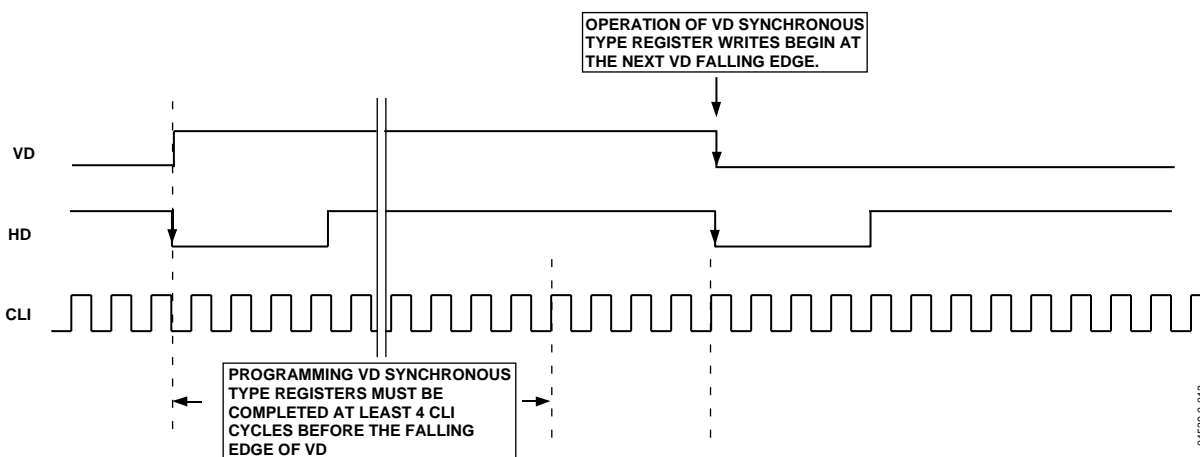 OPERATION OF VD SYNCHRONOUS
TYPE REGISTER WRITES BEGIN AT
THE NEXT VD FALLING EDGE.
VD
HD
CLI
PROGRAMMING VD SYNCHRONOUS
TYPE REGISTERS MUST BE
COMPLETED AT LEAST 4 CLI
CYCLES BEFORE THE FALLING
EDGE OF VD